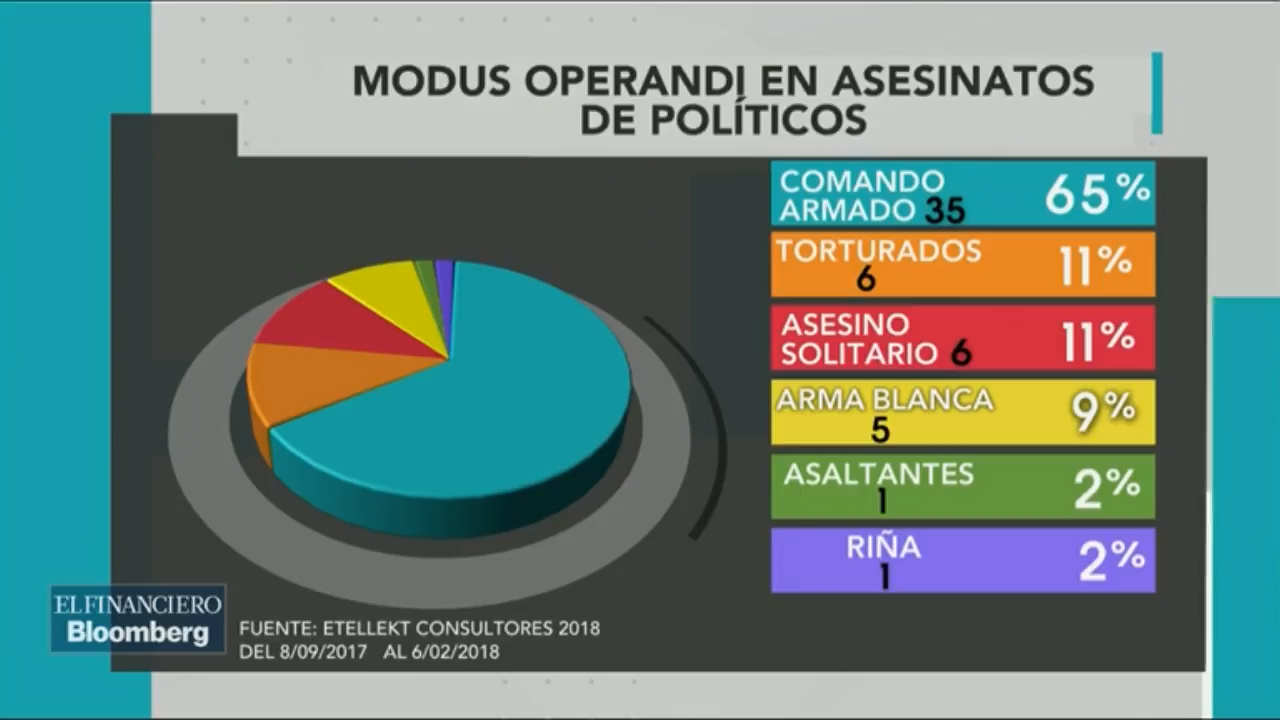 MODUS OPERANDI EN ASESINATOS
DE POLÍTICOS
COMANDO
ARMADO 35 65%
TORTURADOS
6 11%
ASESINO
SOLITARIO 6 11%
ARMA BLANCA
5 9%
ASALTANTES
1 2%
RIÑA
1 2%
EL FINANCIERO
Bloomberg
FUENTE: ETELLEKT CONSULTORES 2018
DEL 8/09/2017 AL 6/02/2018